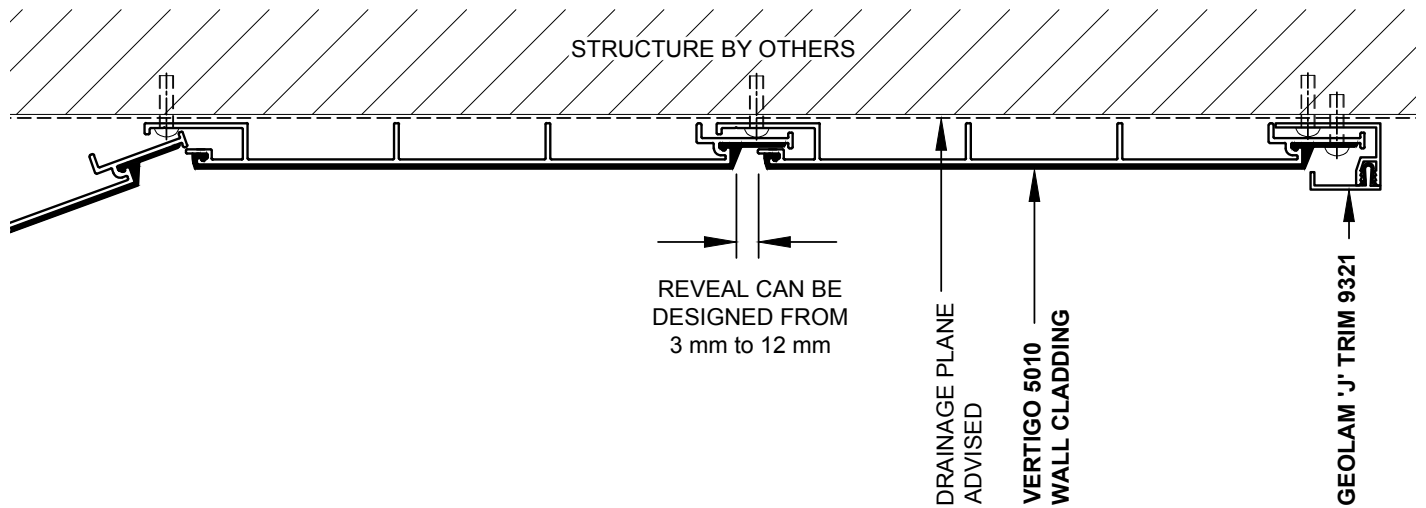 STRUCTURE BY OTHERS
REVEAL CAN BE
DESIGNED FROM
3 mm to 12 mm
DRAINAGE PLANE
ADVISED
VERTIGO 5010
WALL CLADDING
GEOLAM 'J' TRIM 9321